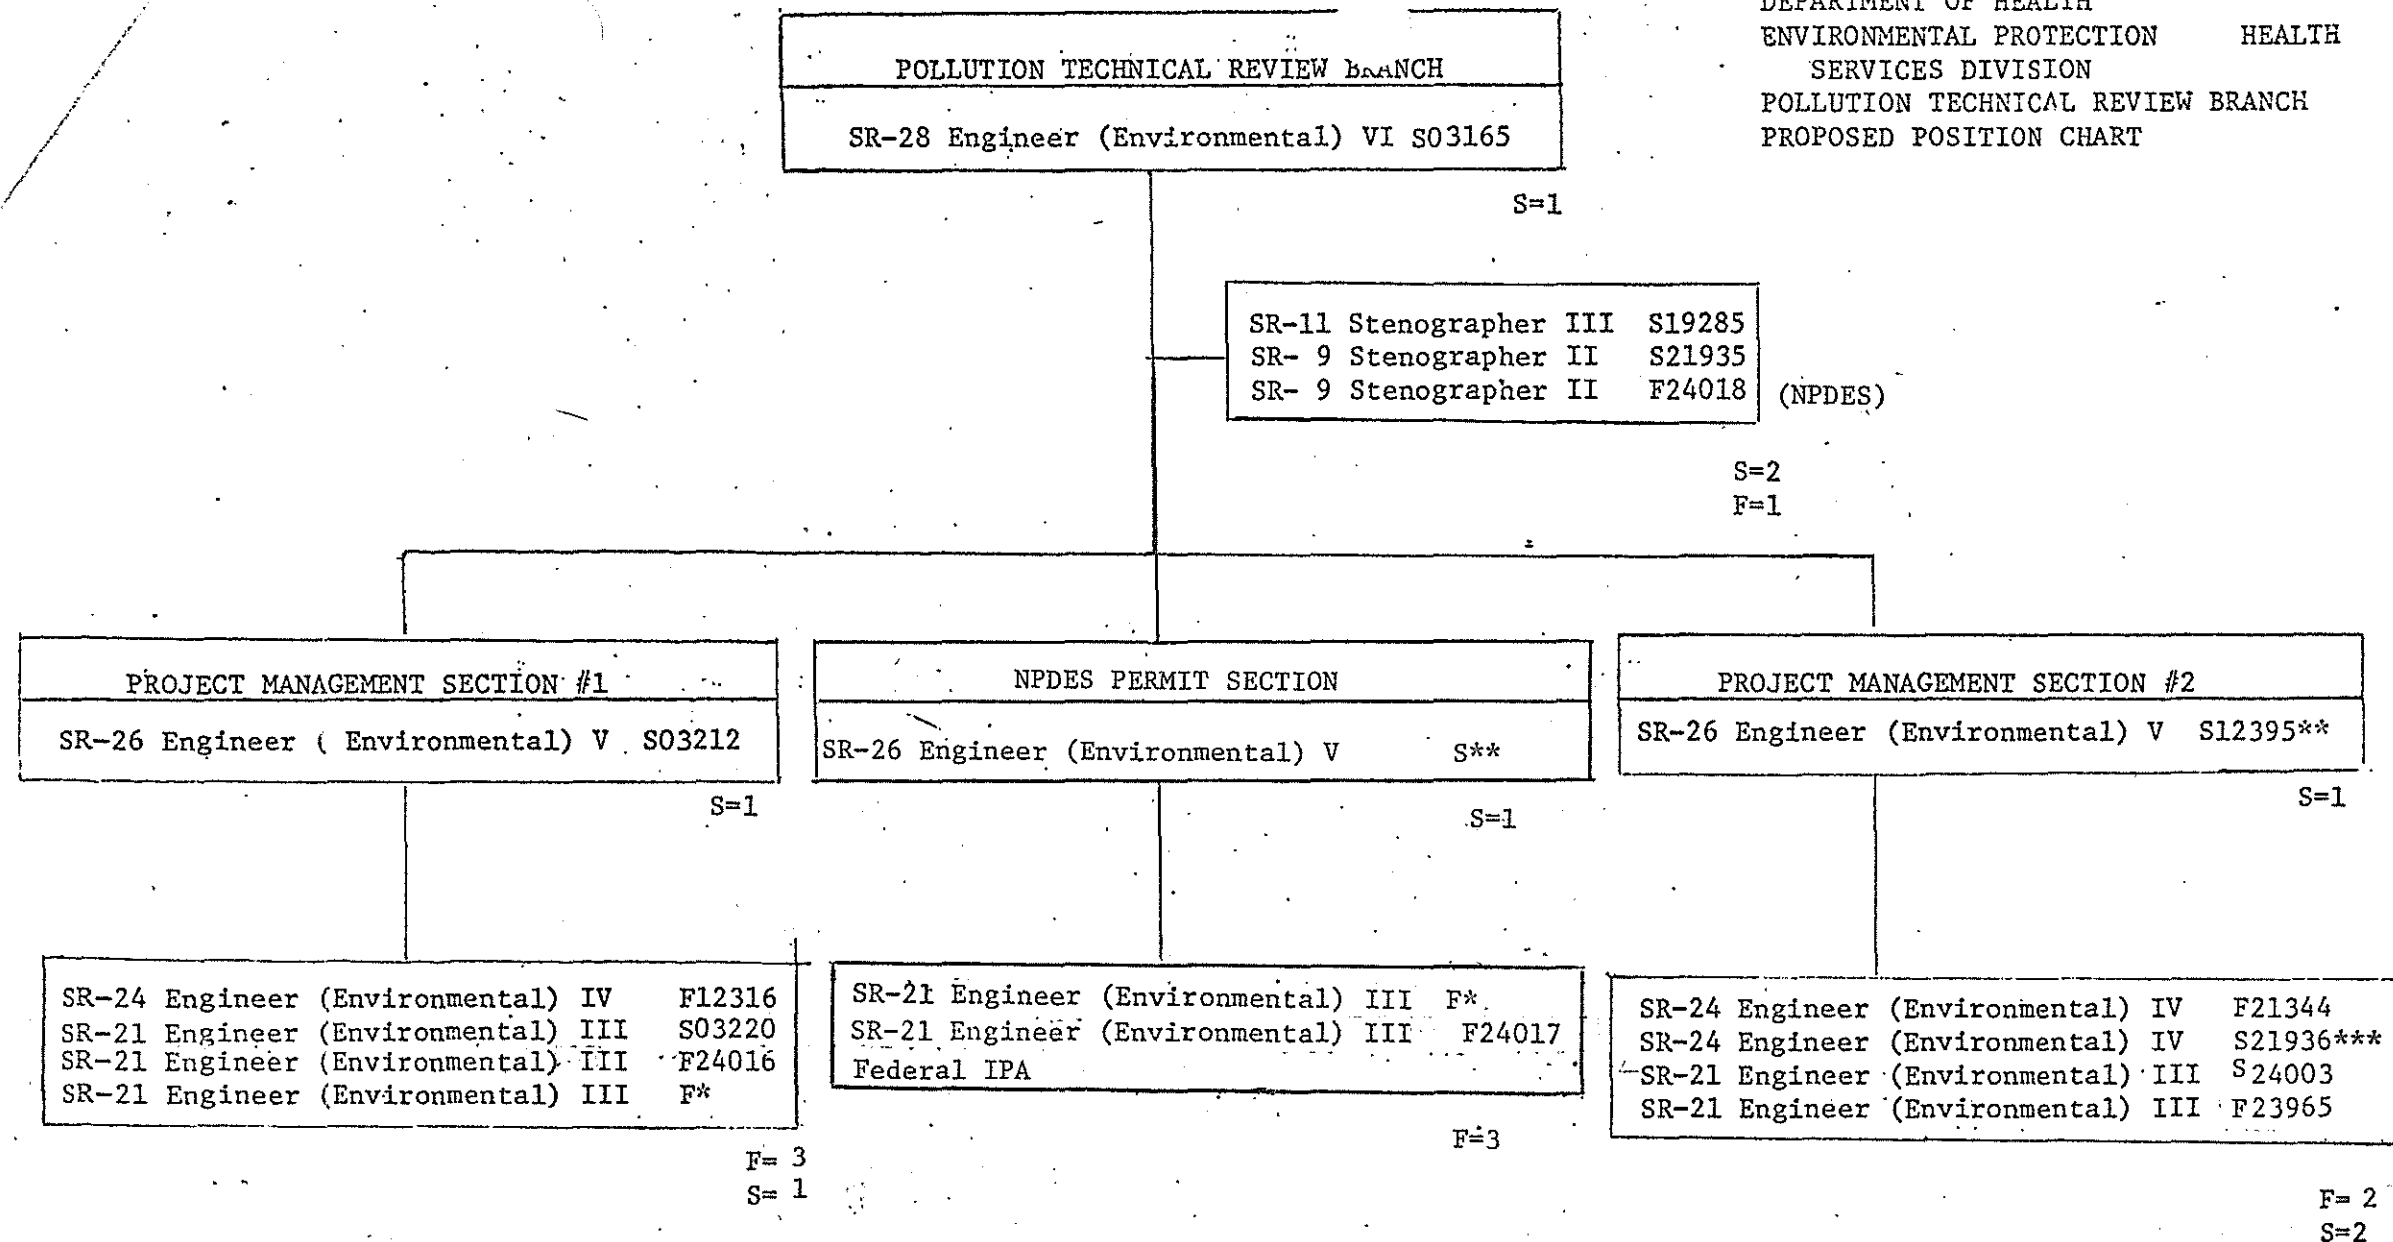 DEPARTMENT OF HEALTH
ENVIRONMENTAL PROTECTION HEALTH
SERVICES DIVISION
POLLUTION TECHNICAL REVIEW BRANCH
PROPOSED POSITION CHART
POLLUTION TECHNICAL REVIEW BRANCH
SR-28 Engineer (Environmental) VI S03165
S=1
SR-11 Stenographer III S19285
SR- 9 Stenographer II S21935
SR- 9 Stenographer II F24018 (NPDES)
S=2
F=1
PROJECT MANAGEMENT SECTION #1
SR-26 Engineer ( Environmental) V S03212
S=1
NPDES PERMIT SECTION
SR-26 Engineer (Environmental) V S**
S=1
PROJECT MANAGEMENT SECTION #2
SR-26 Engineer (Environmental) V S12395**
S=1
SR-24 Engineer (Environmental) IV F12316
SR-21 Engineer (Environmental) III S03220
SR-21 Engineer (Environmental) III F24016
SR-21 Engineer (Environmental) III F*
F= 3
S= 1
SR-21 Engineer (Environmental) III F*
SR-21 Engineer (Environmental) III F24017
Federal IPA
F=3
SR-24 Engineer (Environmental) IV F21344
SR-24 Engineer (Environmental) IV S21936***
SR-21 Engineer (Environmental) III S24003
SR-21 Engineer (Environmental) III F23965
F= 2
S=2